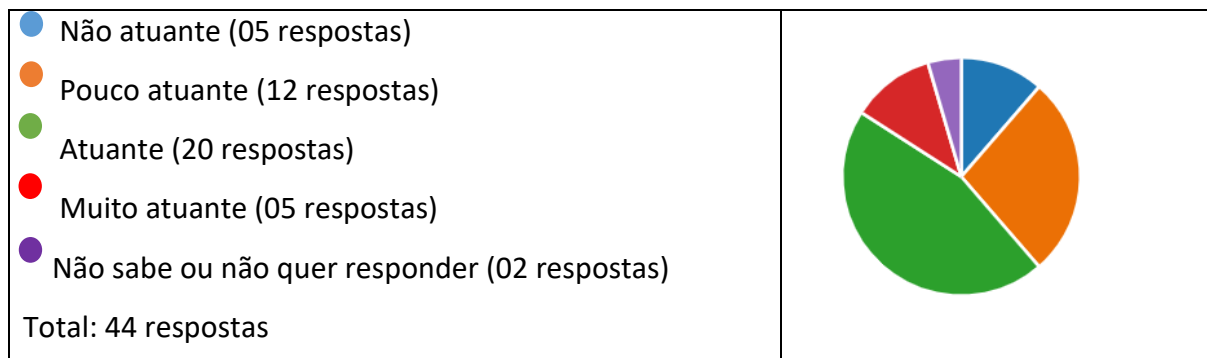 Não atuante (05 respostas)
Pouco atuante (12 respostas)
Atuante (20 respostas)
Muito atuante (05 respostas)
Não sabe ou não quer responder (02 respostas)
Total: 44 respostas